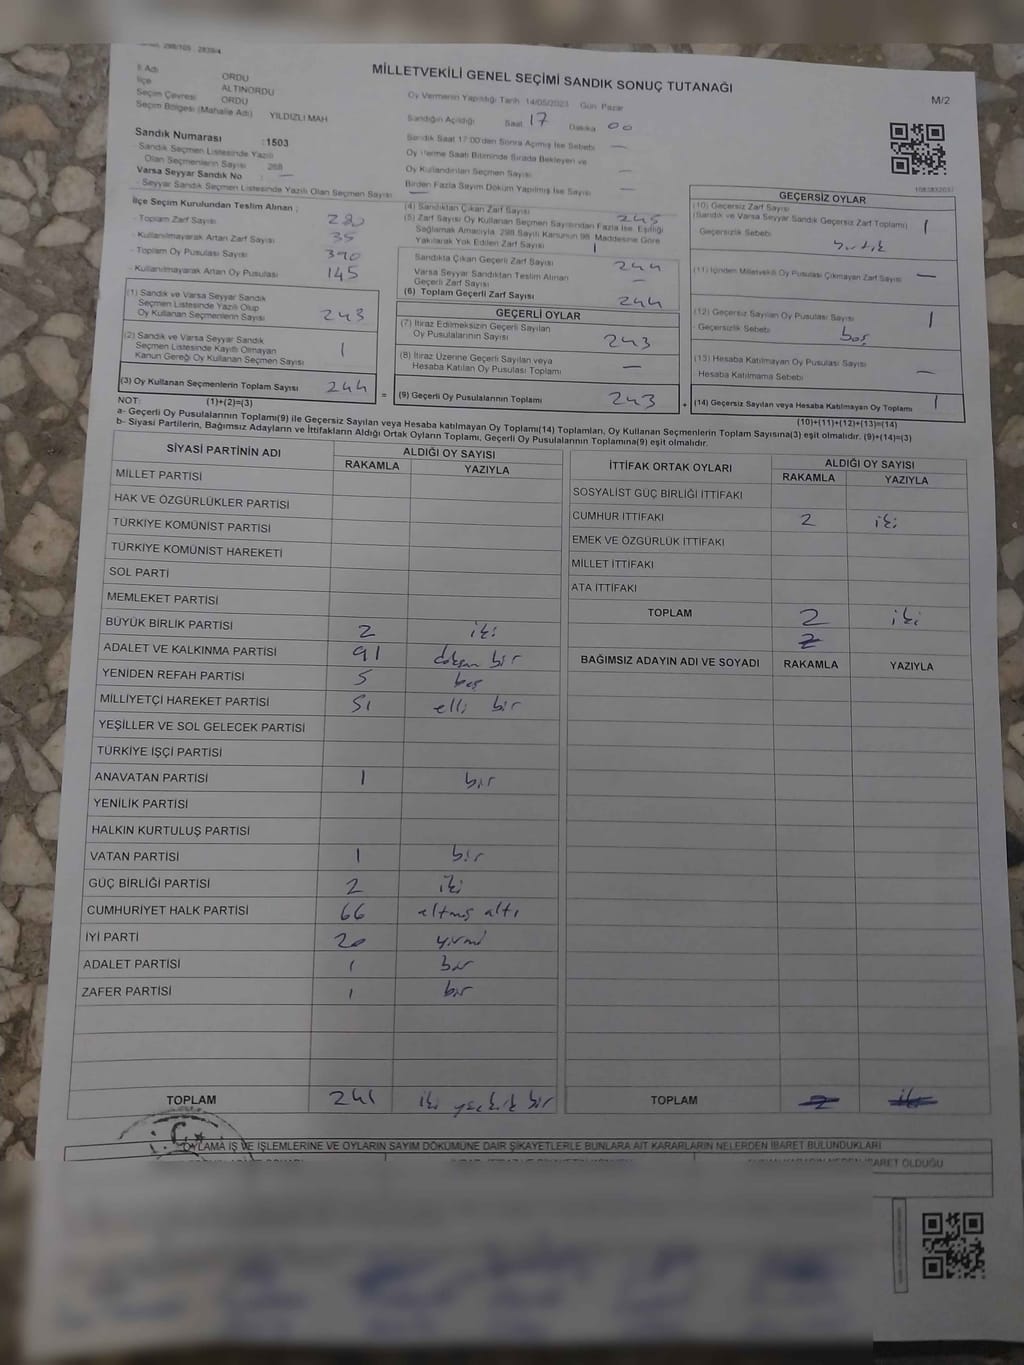 MİLLETVEKİLİ GENEL SEÇİMİ SANDIK SONUÇ TUTANAĞI
M/2
İl Adı ORDU
İlçe ALTINORDU
Seçim Çevresi ORDU
Seçim Bölgesi (Mahalle Adı) YILDIZLI MAH
Sandık Numarası :1503
Sandık Seçmen Listesinde Yazılı
Olan Seçmenlerin Sayısı 268
Varsa Seyyar Sandık No —
Seyyar Sandık Listesinde Yazılı Olan Seçmen Sayısı —
Oy Vermenin Yapıldığı Tarih 14/05/2023 Gün Pazar
Sandığın Açıldığı Saat 17 Dakika 00
Sandık Saat 17:00'dan Sonra Açılmış İse Sebebi —
Oy Verme Saati Bitiminde Sırada Bekleyen ve
Oy Kullandırılan Seçmen Sayısı —
Birden Fazla Sayım Döküm Yapılmış İse Sayısı —
İlçe Seçim Kurulundan Teslim Alınan ;
Toplam Zarf Sayısı 280
Kullanılmayarak Artan Zarf Sayısı 35
Toplam Oy Pusulası Sayısı 390
Kullanılmayarak Artan Oy Pusulası 145
(1) Sandık ve Varsa Seyyar Sandık
Seçmen Listesinde Yazılı Olup
Oy Kullanan Seçmenlerin Sayısı 243
(2) Sandık ve Varsa Seyyar Sandık
Seçmen Listesinde Kayıtlı Olmayan
Kanun Gereği Oy Kullanan Seçmen Sayısı 1
(3) Oy Kullanan Seçmenlerin Toplam Sayısı 244
(4) Sandıktan Çıkan Zarf Sayısı 245
(5) Zarf Sayısı Oy Kullanan Seçmen Sayısından Fazla İse, Eşitliği
Sağlamak Amacıyla, 298 Sayılı Kanunun 98. Maddesine Göre
Yakılarak Yok Edilen Zarf Sayısı 1
Sandıkta Çıkan Geçerli Zarf Sayısı 244
Varsa Seyyar Sandıktan Teslim Alınan
Geçerli Zarf Sayısı —
(6) Toplam Geçerli Zarf Sayısı 244
GEÇERLİ OYLAR
(7) İtiraz Edilmeksizin Geçerli Sayılan
Oy Pusulalarının Sayısı 243
(8) İtiraz Üzerine Geçerli Sayılan veya
Hesaba Katılan Oy Pusulası Toplamı —
= (9) Geçerli Oy Pusulalarının Toplamı 243
GEÇERSİZ OYLAR
(10) Geçersiz Zarf Sayısı
(Sandık ve Varsa Seyyar Sandık Geçersiz Zarf Toplamı) 1
Geçersizlik Sebebi yırtık
(11) İçinden Milletvekili Oy Pusulası Çıkmayan Zarf Sayısı —
(12) Geçersiz Sayılan Oy Pusulası Sayısı 1
Geçersizlik Sebebi boş
(13) Hesaba Katılmayan Oy Pusulası Sayısı —
Hesaba Katılmama Sebebi
+ (14) Geçersiz Sayılan veya Hesaba Katılmayan Oy Toplamı 1
NOT: (1)+(2)=(3) (10)+(11)+(12)+(13)=(14)
a- Geçerli Oy Pusulalarının Toplamı(9) ile Geçersiz Sayılan veya Hesaba katılmayan Oy Toplamı(14) Toplamları, Oy Kullanan Seçmenlerin Toplam Sayısına(3) eşit olmalıdır. (9)+(14)=(3)
b- Siyasi Partilerin, Bağımsız Adayların ve İttifakların Aldığı Ortak Oyların Toplamı, Geçerli Oy Pusulalarının Toplamına(9) eşit olmalıdır.
SİYASİ PARTİNİN ADI ALDIĞI OY SAYISI
RAKAMLA YAZIYLA
MİLLET PARTİSİ
HAK VE ÖZGÜRLÜKLER PARTİSİ
TÜRKİYE KOMÜNİST PARTİSİ
TÜRKİYE KOMÜNİST HAREKETİ
SOL PARTİ
MEMLEKET PARTİSİ
BÜYÜK BİRLİK PARTİSİ 2 iki
ADALET VE KALKINMA PARTİSİ 91 doksan bir
YENİDEN REFAH PARTİSİ 5 beş
MİLLİYETÇİ HAREKET PARTİSİ 51 elli bir
YEŞİLLER VE SOL GELECEK PARTİSİ
TÜRKİYE İŞÇİ PARTİSİ
ANAVATAN PARTİSİ 1 bir
YENİLİK PARTİSİ
HALKIN KURTULUŞ PARTİSİ
VATAN PARTİSİ 1 bir
GÜÇ BİRLİĞİ PARTİSİ 2 iki
CUMHURİYET HALK PARTİSİ 66 altmış altı
İYİ PARTİ 20 yirmi
ADALET PARTİSİ 1 bir
ZAFER PARTİSİ 1 bir
TOPLAM 241 iki yüz kırk bir
İTTİFAK ORTAK OYLARI ALDIĞI OY SAYISI
RAKAMLA YAZIYLA
SOSYALİST GÜÇ BİRLİĞİ İTTİFAKI
CUMHUR İTTİFAKI 2 iki
EMEK VE ÖZGÜRLÜK İTTİFAKI
MİLLET İTTİFAKI
ATA İTTİFAKI
TOPLAM 2 iki
2
BAĞIMSIZ ADAYIN ADI VE SOYADI RAKAMLA YAZIYLA
TOPLAM 2 iki
OYLAMA İŞ VE İŞLEMLERİNE VE OYLARIN SAYIM DÖKÜMÜNE DAİR ŞİKAYETLERLE BUNLARA AİT KARARLARIN NELERDEN İBARET BULUNDUKLARI